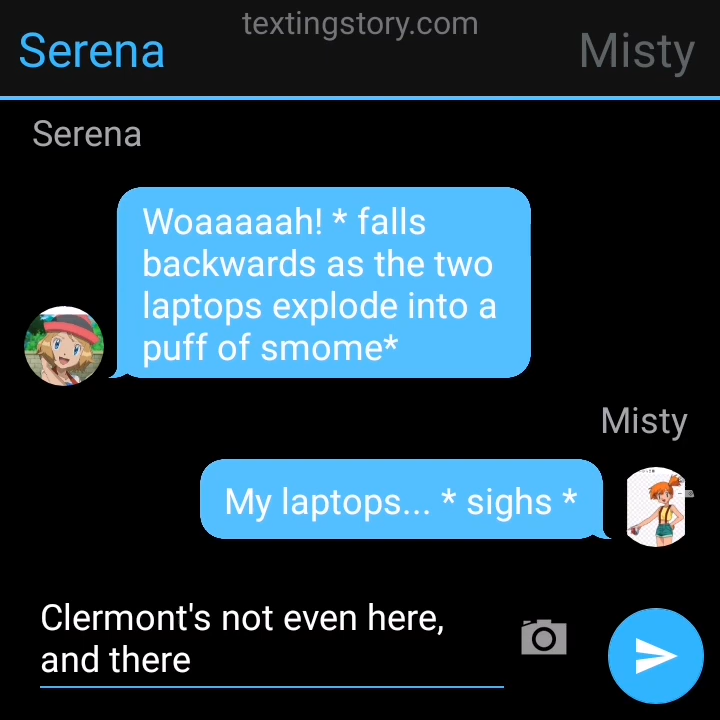 textingstory.com
Serena
Misty
Serena
Woaaaaah! * falls
backwards as the two
laptops explode into a
puff of smome*
Misty
My laptops... * sighs *
Clermont's not even here,
and there